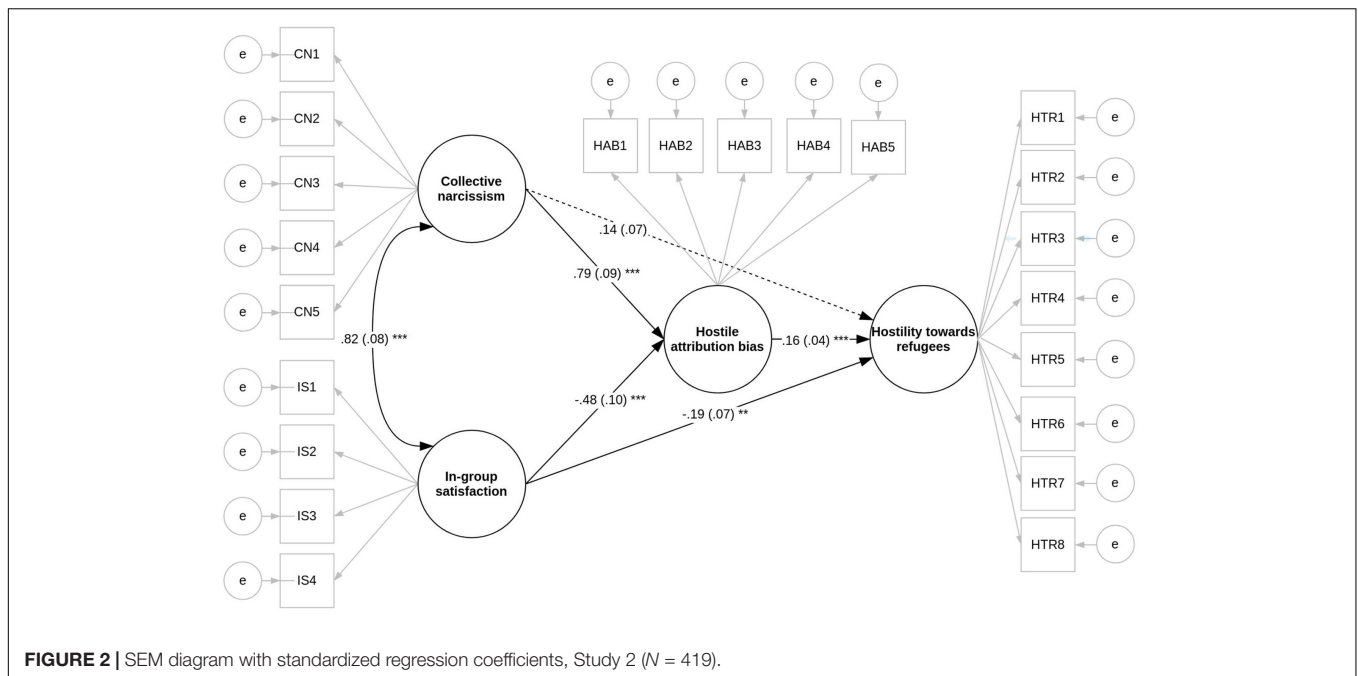 e
CN1
e
CN2
e
CN3
e
CN4
e
CN5
e
IS1
e
IS2
e
IS3
e
IS4
Collective
narcissism
In-group
satisfaction
.82 (.08) ***
.79 (.09) ***
-.48 (.10) ***
.14 (.07)
-.19 (.07) **
e
e
e
e
e
HAB1
HAB2
HAB3
HAB4
HAB5
Hostile
attribution bias
.16 (.04) ***
Hostility towards
refugees
HTR1
e
HTR2
e
HTR3
e
HTR4
e
HTR5
e
HTR6
e
HTR7
e
HTR8
e
FIGURE 2 | SEM diagram with standardized regression coefficients, Study 2 (N = 419).